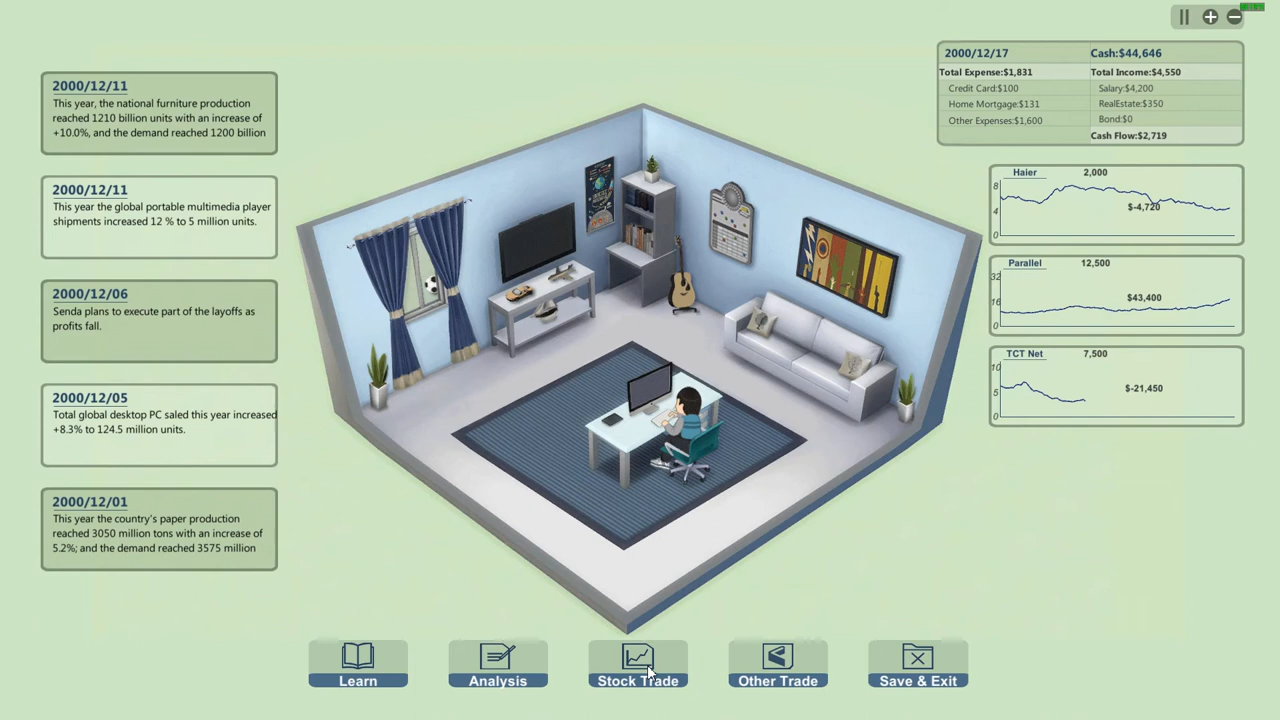 2000/12/11
This year, the national furniture production
reached 1210 billion units with an increase of
+10.0%, and the demand reached 1200 billion
2000/12/11
This year the global portable multimedia player
shipments increased 12 % to 5 million units.
2000/12/06
Senda plans to execute part of the layoffs as
profits fall.
2000/12/05
Total global desktop PC saled this year increased
+8.3% to 124.5 million units.
2000/12/01
This year the country's paper production
reached 3050 million tons with an increase of
5.2%; and the demand reached 3575 million
2000/12/17 Cash:$44,646
Total Expense:$1,831 Total Income:$4,550
Credit Card:$100 Salary:$4,200
Home Mortgage:$131 RealEstate:$350
Other Expenses:$1,600 Bond:$0
Cash Flow:$2,719
Haier 2,000
8
$-4,720
4
0
Parallel 12,500
32
$43,400
16
0
TCT Net 7,500
10
$-21,450
5
0
Learn Analysis Stock Trade Other Trade Save & Exit